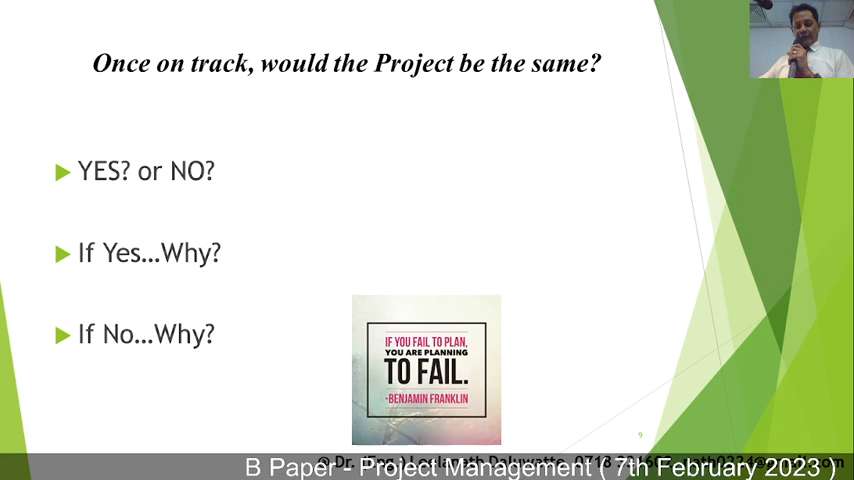 Once on track, would the Project be the same?
YES? or NO?
If Yes...Why?
If No...Why?
IF YOU FAIL TO PLAN,
YOU ARE PLANNING
TO FAIL.
-BENJAMIN FRANKLIN
9
B Paper - Project Management ( 7th February 2023 )